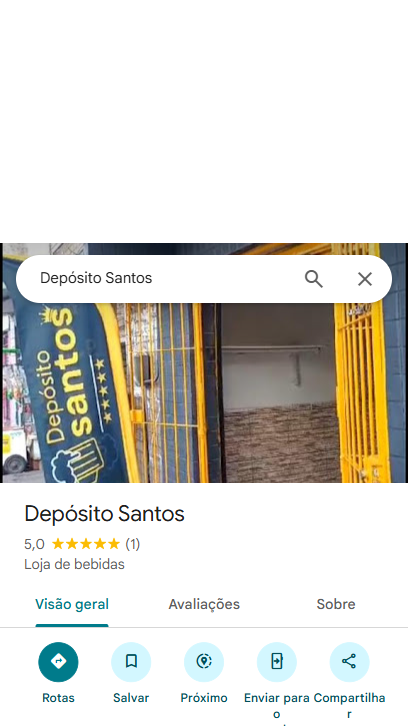 Depósito Santos
Depósito
santos
Depósito Santos
5,0 ★★★★★ (1)
Loja de bebidas
Visão geral
Avaliações
Sobre
Rotas
Salvar
Próximo
Enviar para
o
Compartilha
r